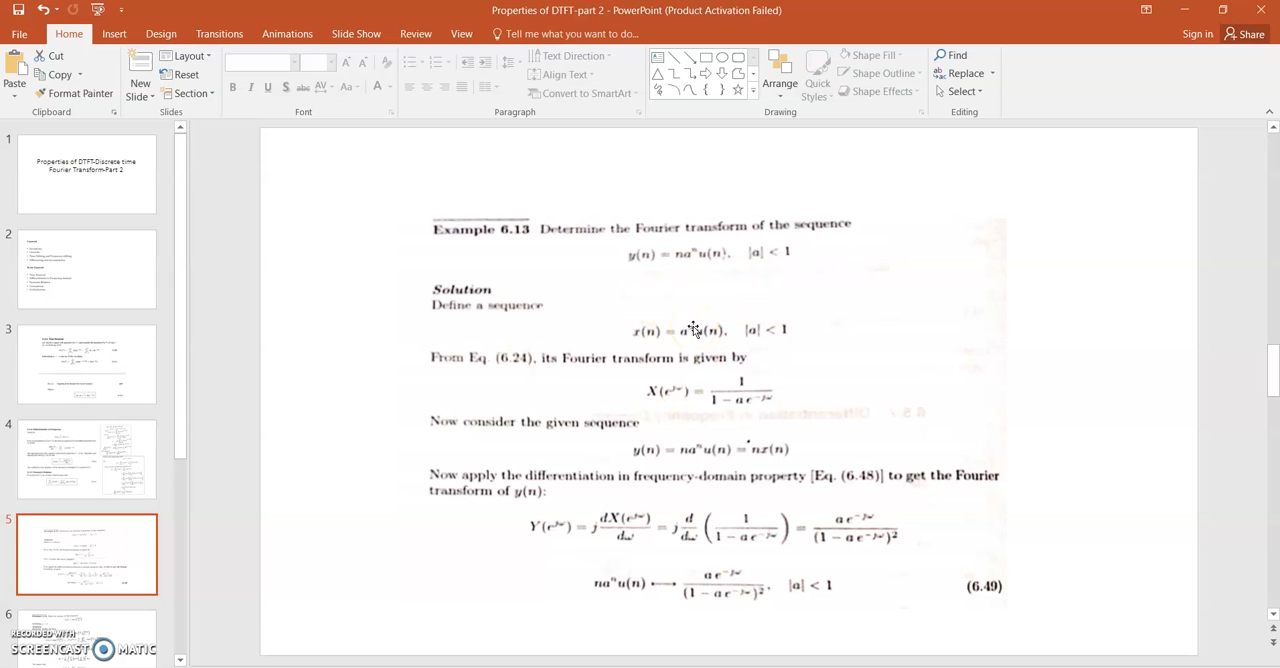 Properties of DTFT-part 2 - PowerPoint (Product Activation Failed)
File Home Insert Design Transitions Animations Slide Show Review View Tell me what you want to do... Sign in Share
Paste Cut Copy Format Painter
New Slide Layout Reset Section
Text Direction Align Text Convert to SmartArt
Arrange Quick Styles Shape Fill Shape Outline Shape Effects
Find Replace Select
Clipboard Slides Font Paragraph Drawing Editing
1
Properties of DTFT-Discrete time
Fourier Transform-Part 2
2
3
4
5
6
Example 6.13 Determine the Fourier transform of the sequence
y(n) = naⁿu(n), |a| < 1
Solution
Define a sequence
x(n) = aⁿu(n), |a| < 1
From Eq (6.24), its Fourier transform is given by
X(e^{jω}) = 1 / (1 − a e^{−jω})
Now consider the given sequence
y(n) = naⁿu(n) = nx(n)
Now apply the differentiation in frequency-domain property [Eq. (6.48)] to get the Fourier
transform of y(n):
Y(e^{jω}) = j dX(e^{jω})/dω = j d/dω (1 / (1 − a e^{−jω})) = a e^{−jω} / (1 − a e^{−jω})²
naⁿu(n) ⟷ a e^{−jω} / (1 − a e^{−jω})², |a| < 1 (6.49)
RECORDED WITH
SCREENCAST MATIC